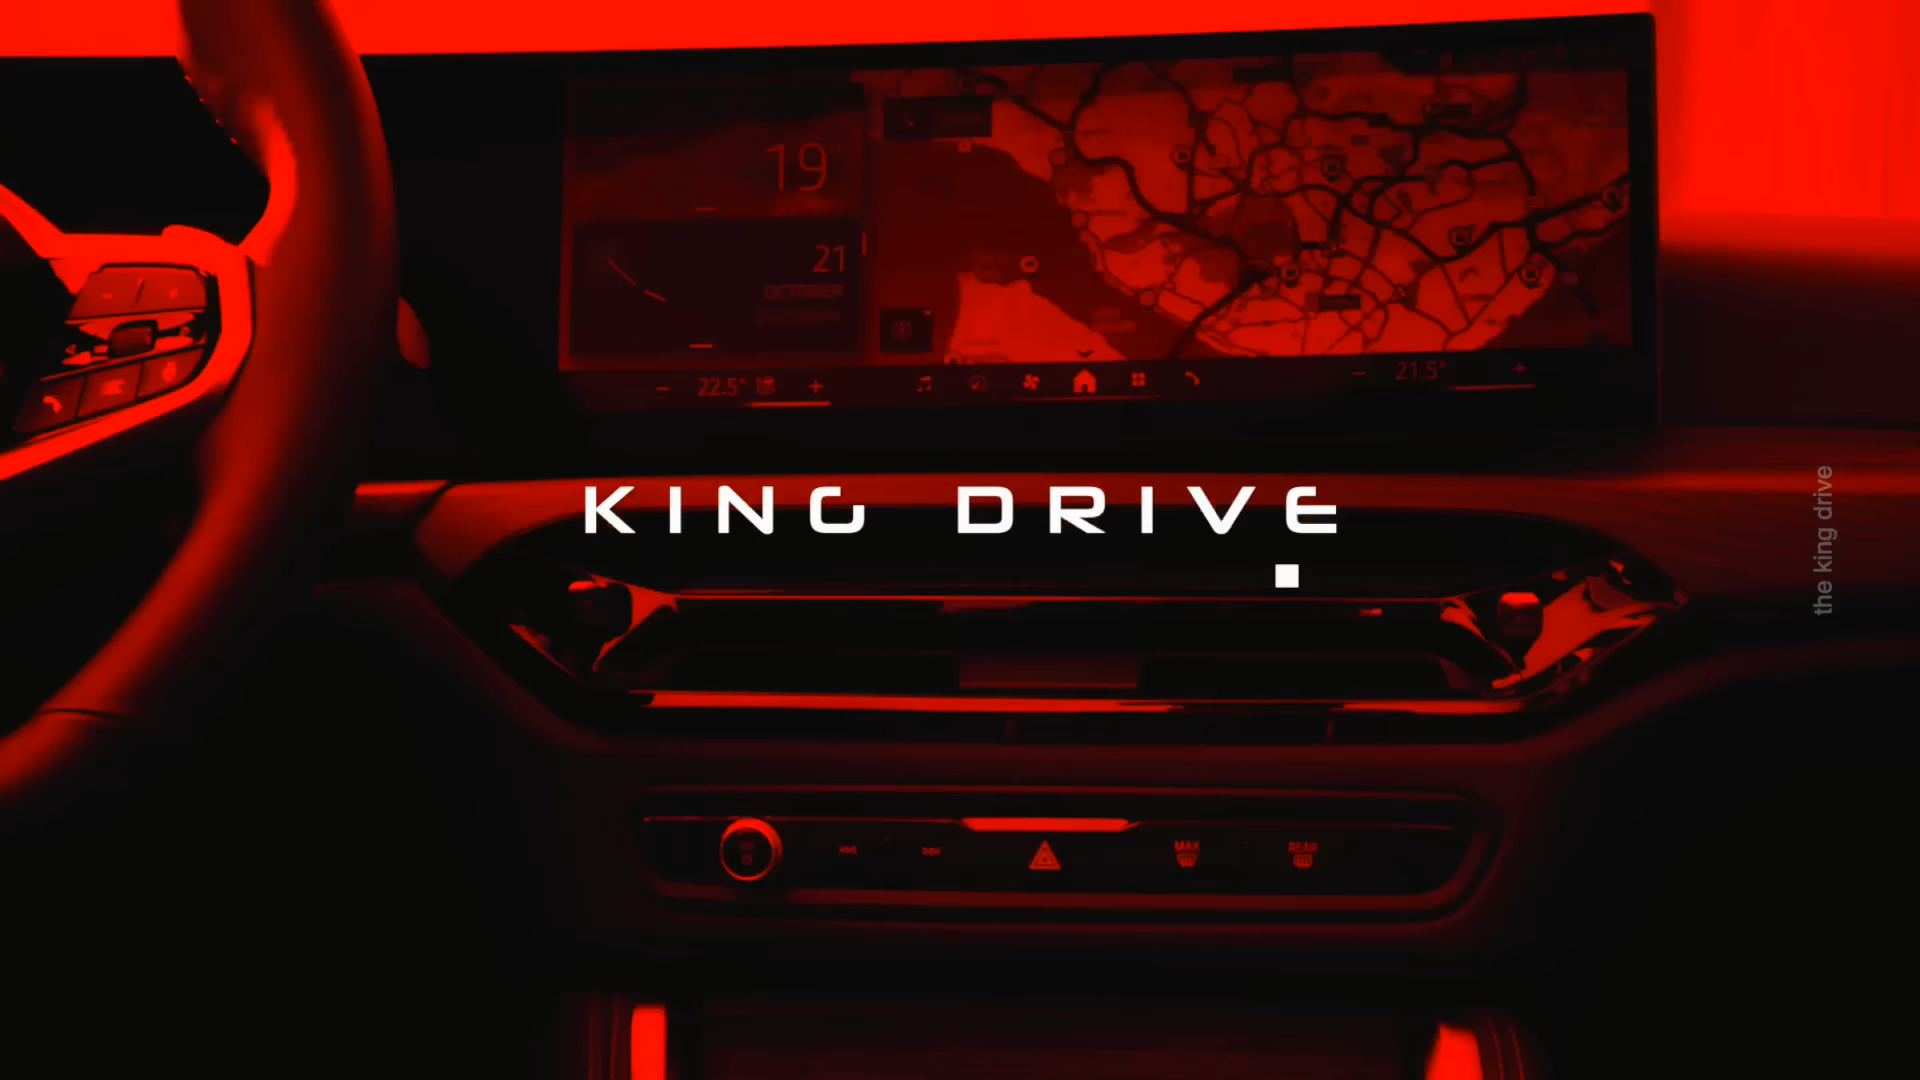 19
21
22.5°
21.5°
KING DRIVE
the king drive
MAX
REAR